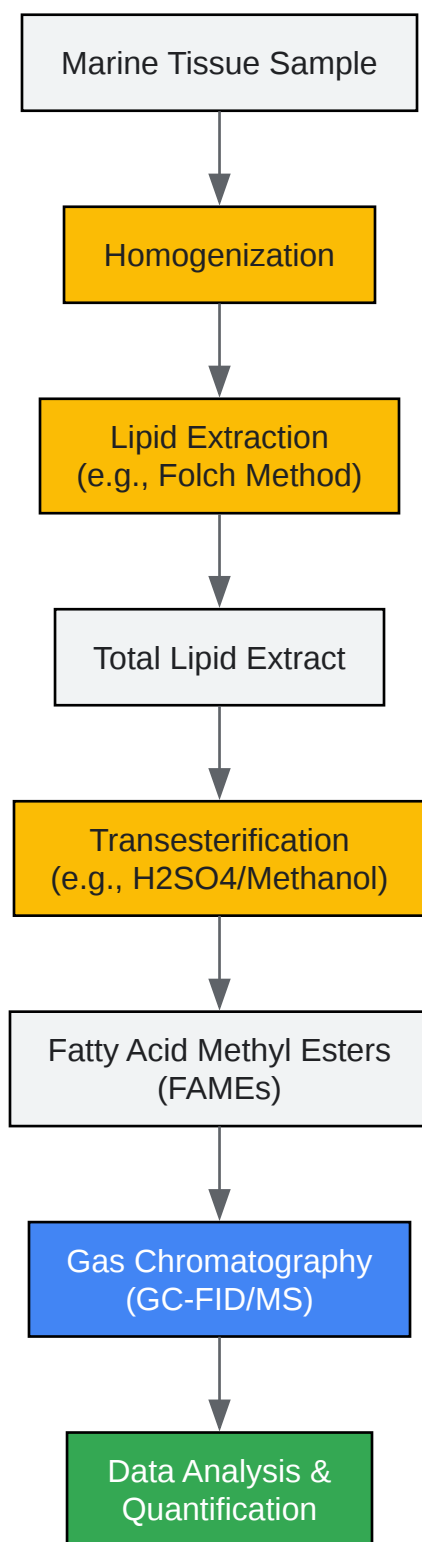 Marine Tissue Sample
Homogenization
Lipid Extraction
(e.g., Folch Method)
Total Lipid Extract
Transesterification
(e.g., H2SO4/Methanol)
Fatty Acid Methyl Esters
(FAMEs)
Gas Chromatography
(GC-FID/MS)
Data Analysis &
Quantification